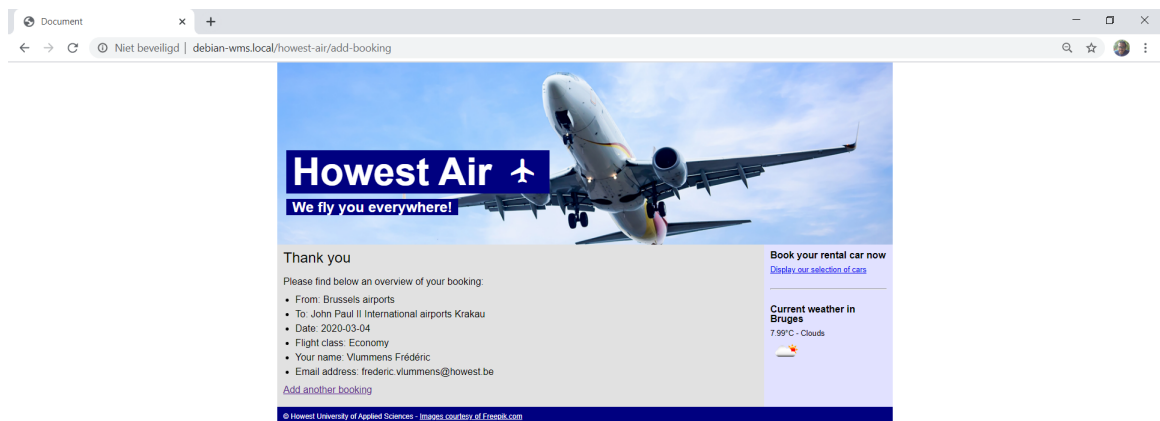 Document
Niet beveiligd | debian-wms.local/howest-air/add-booking
Howest Air
We fly you everywhere!
Thank you
Please find below an overview of your booking:
From: Brussels airports
To: John Paul II International airports Krakau
Date: 2020-03-04
Flight class: Economy
Your name: Vlummens Frédéric
Email address: frederic.vlummens@howest.be
Add another booking
Book your rental car now
Display our selection of cars
Current weather in
Bruges
7.99°C - Clouds
© Howest University of Applied Sciences - Images courtesy of Freepik.com